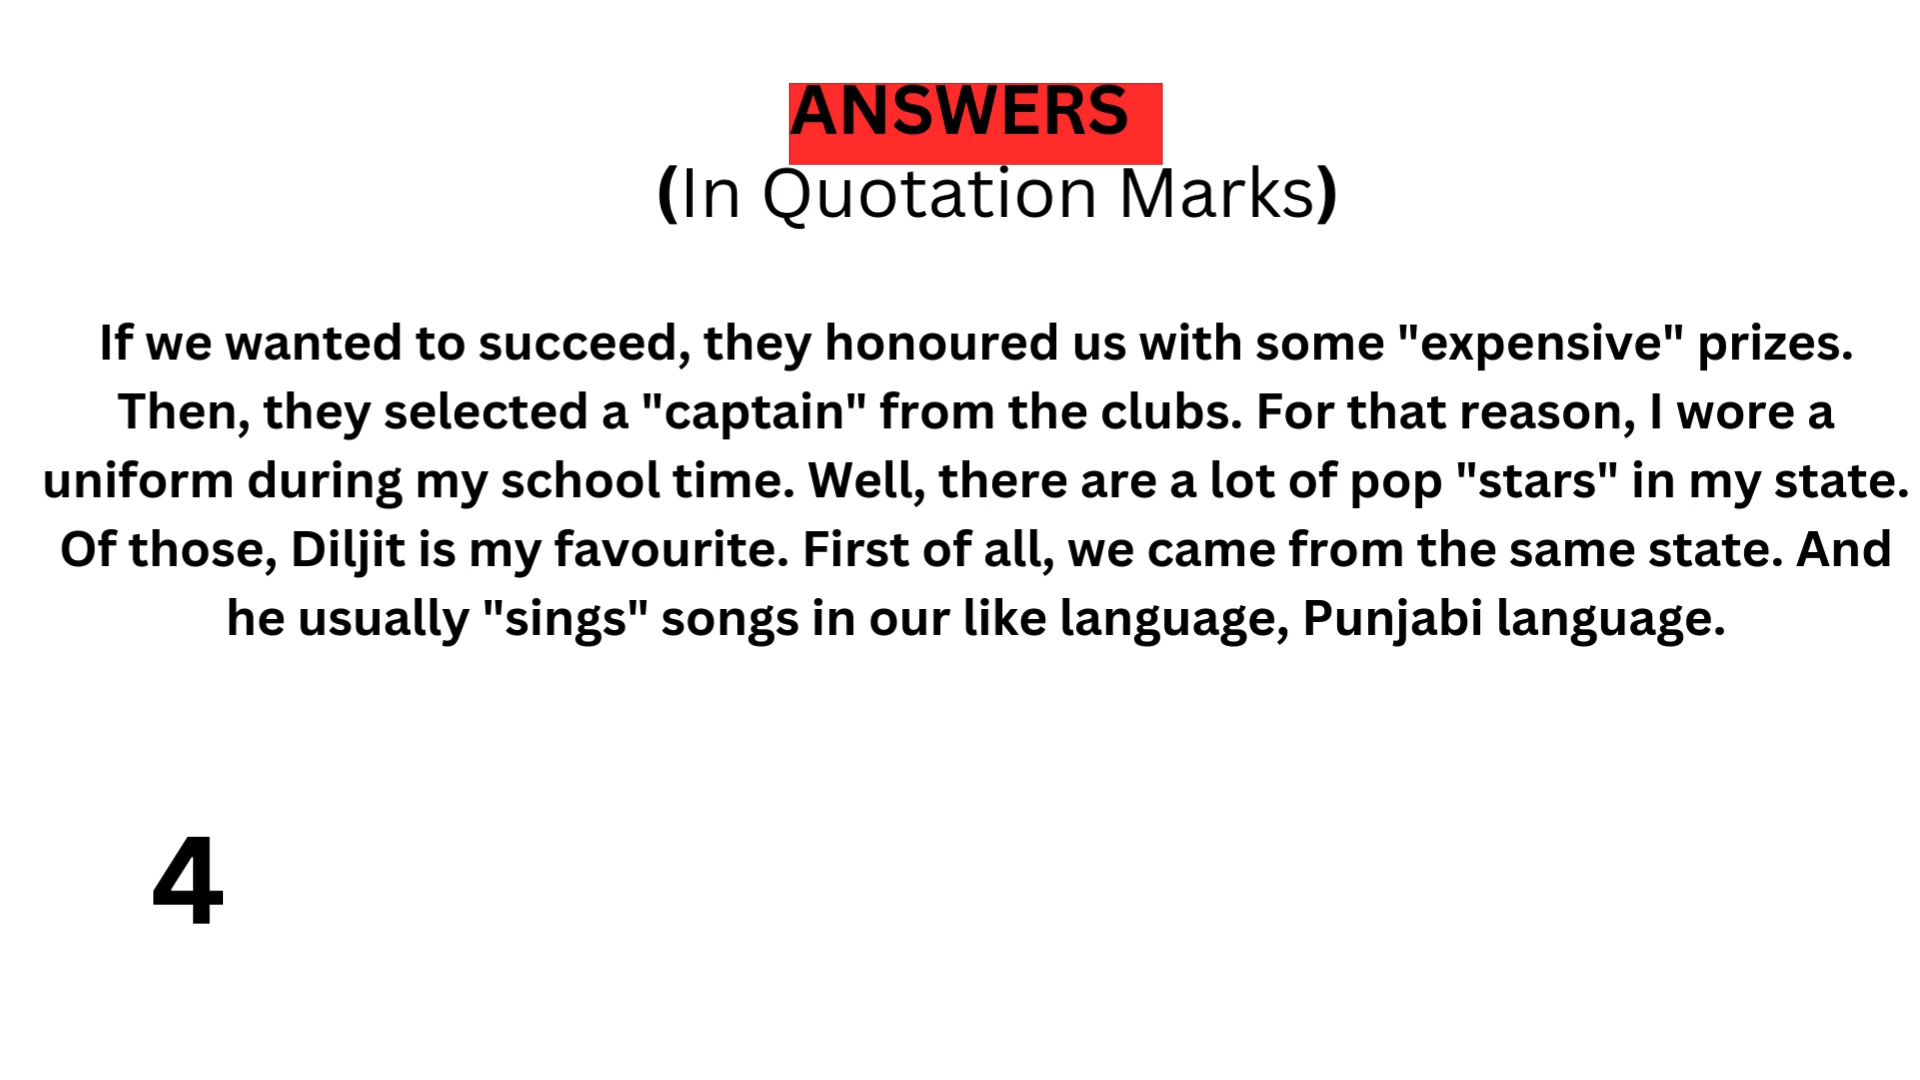 ANSWERS
(In Quotation Marks)
If we wanted to succeed, they honoured us with some "expensive" prizes.
Then, they selected a "captain" from the clubs. For that reason, I wore a
uniform during my school time. Well, there are a lot of pop "stars" in my state.
Of those, Diljit is my favourite. First of all, we came from the same state. And
he usually "sings" songs in our like language, Punjabi language.
4